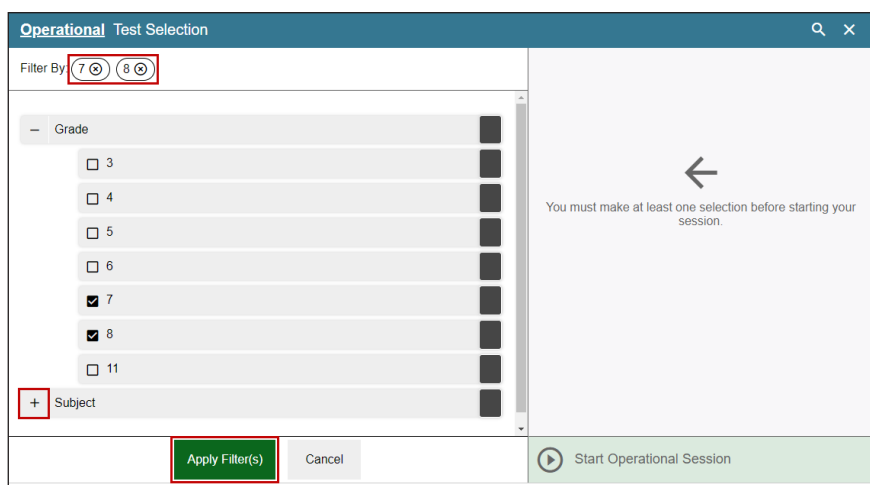 Operational Test Selection
Filter By: 7 8
Grade
3
4
5
6
7
8
11
Subject
Apply Filter(s)
Cancel
You must make at least one selection before starting your
session.
Start Operational Session